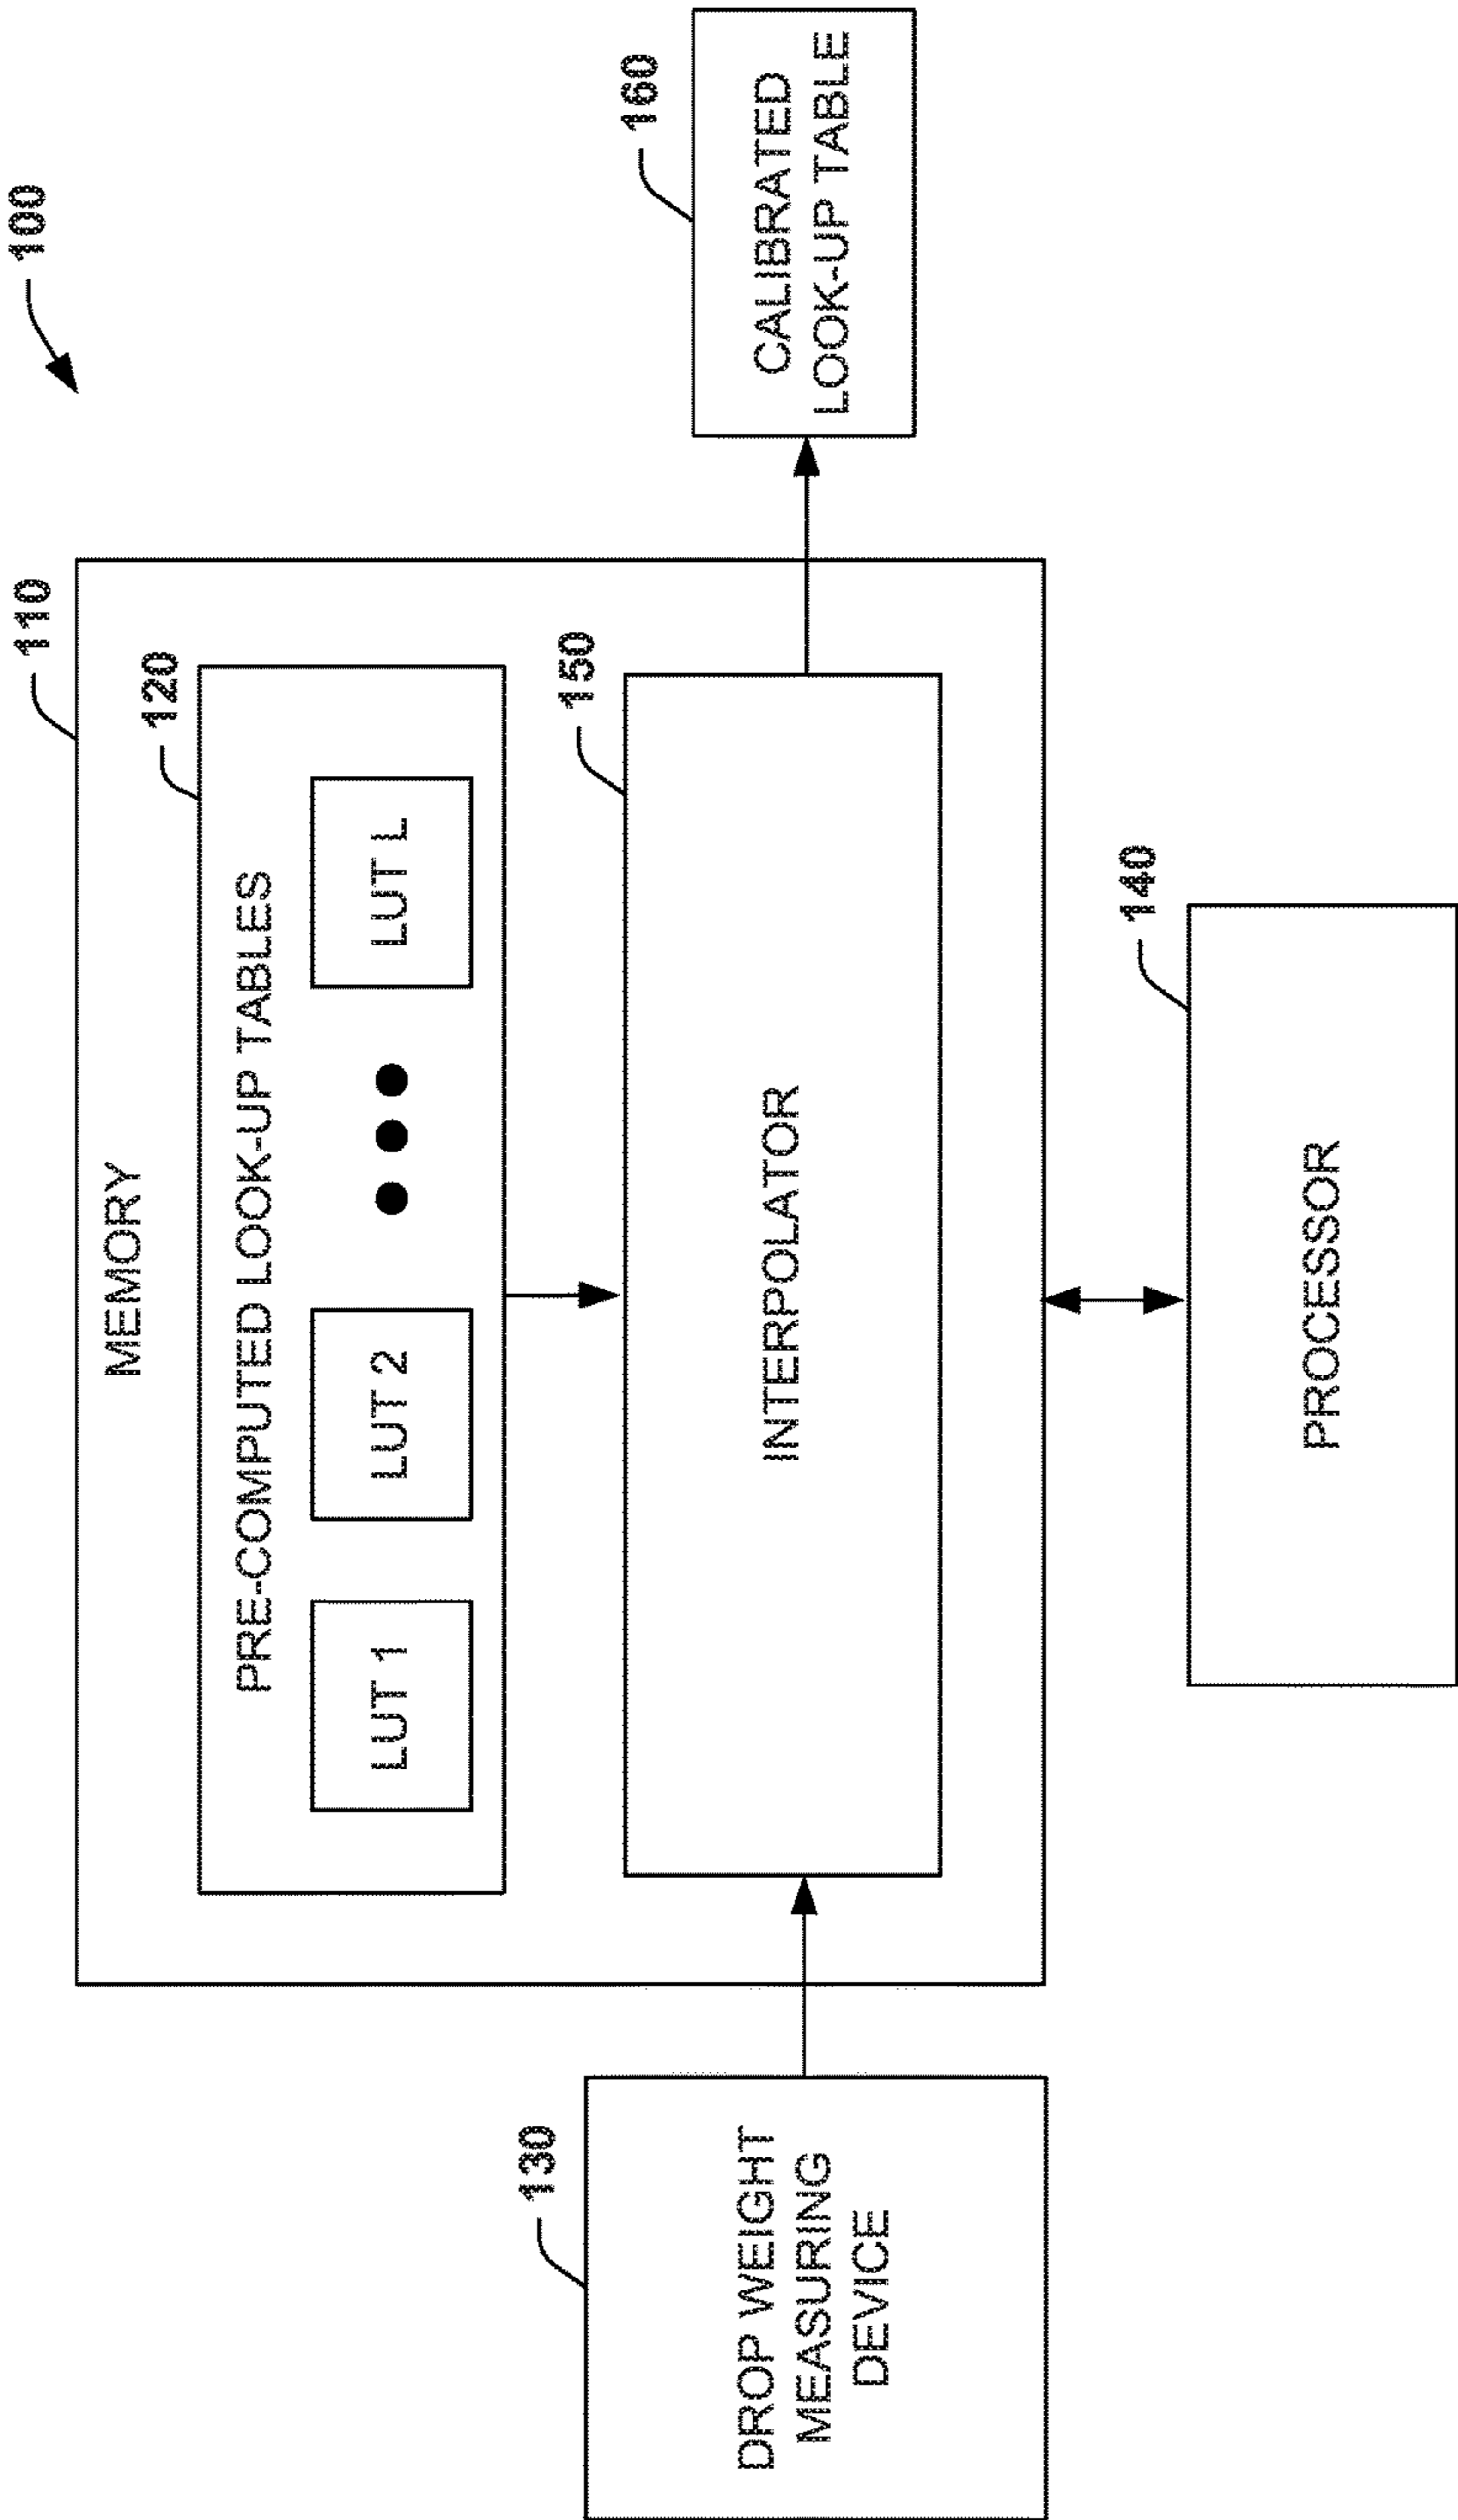 100
110
MEMORY
120
PRE-COMPUTED LOOK-UP TABLES
LUT 1
LUT 2
LUT L
130
DROP WEIGHT
MEASURING
DEVICE
150
INTERPOLATOR
160
CALIBRATED
LOOK-UP TABLE
140
PROCESSOR